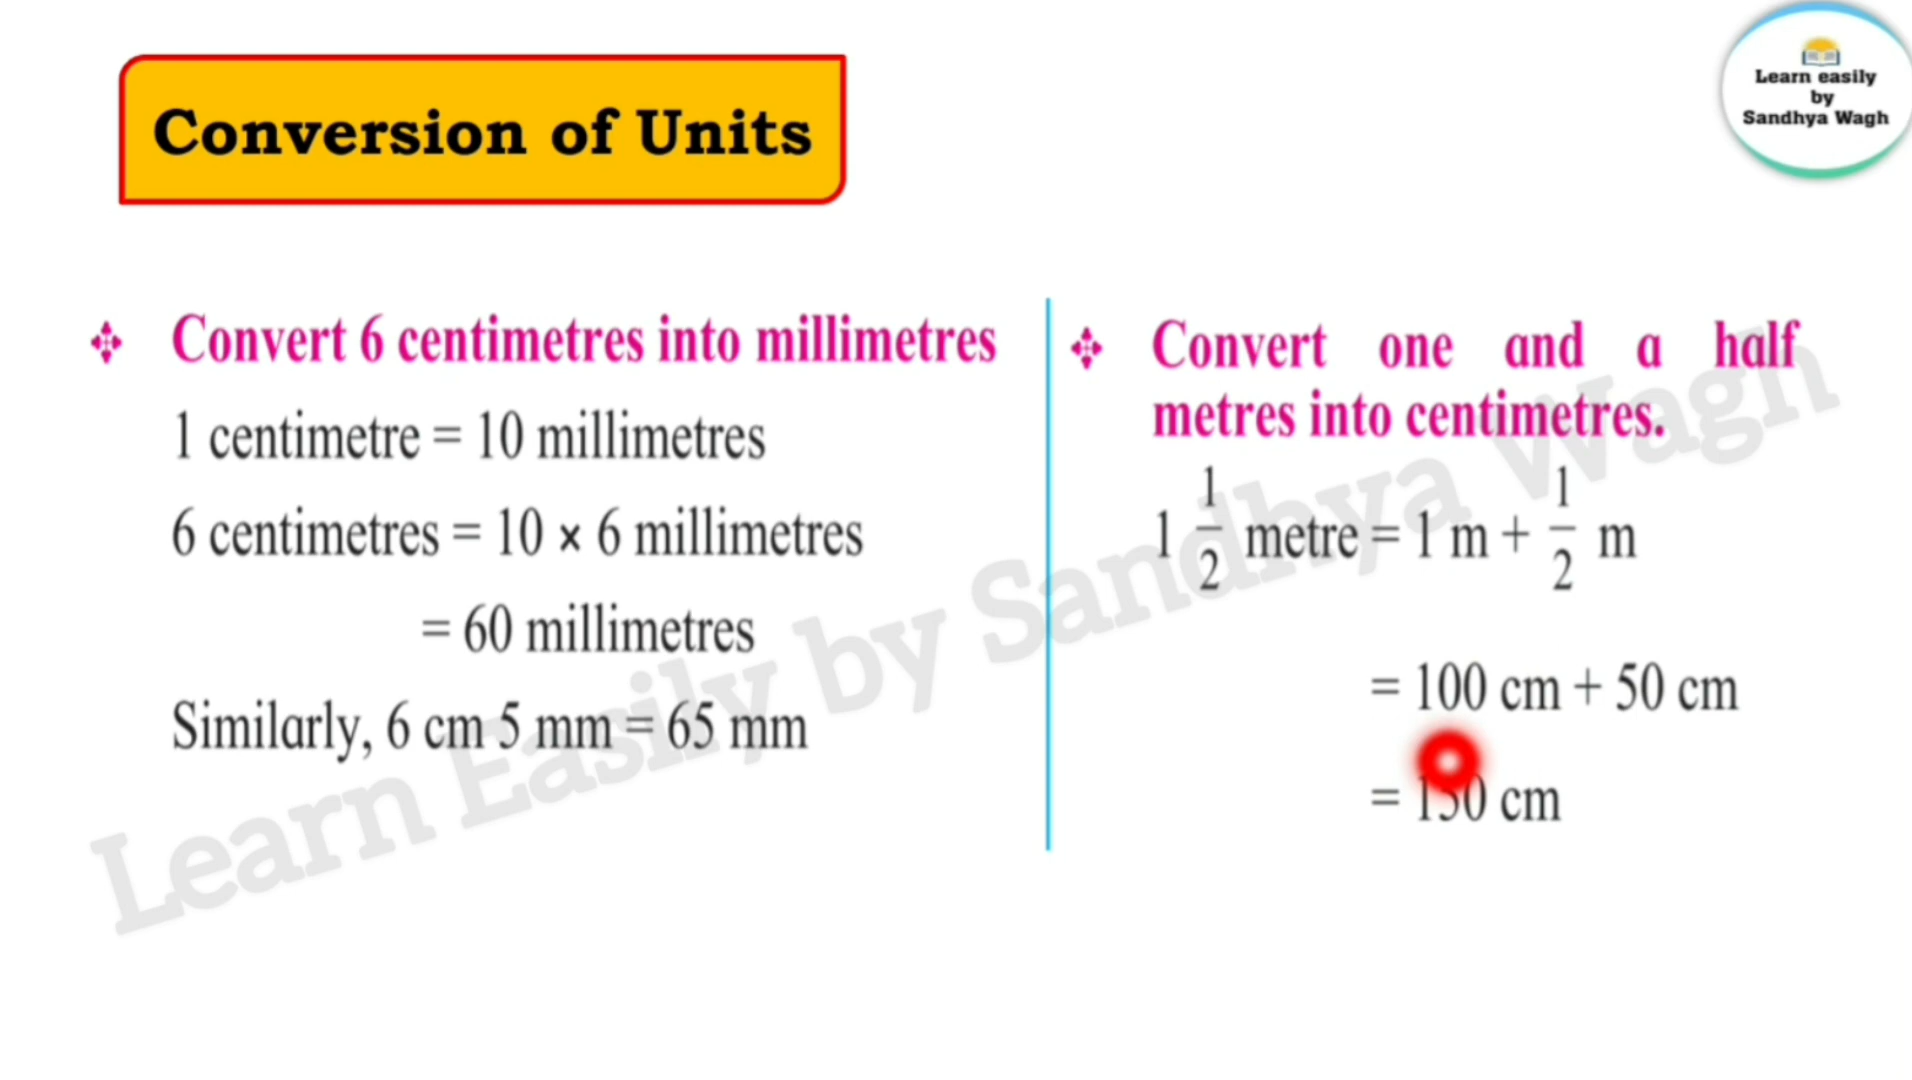 Conversion of Units
Learn easily
by
Sandhya Wagh
Convert 6 centimetres into millimetres
1 centimetre = 10 millimetres
6 centimetres = 10 × 6 millimetres
= 60 millimetres
Similarly, 6 cm 5 mm = 65 mm
Convert one and a half
metres into centimetres.
1 1/2 metre = 1 m + 1/2 m
= 100 cm + 50 cm
= 150 cm
Learn Easily by Sandhya Wagh